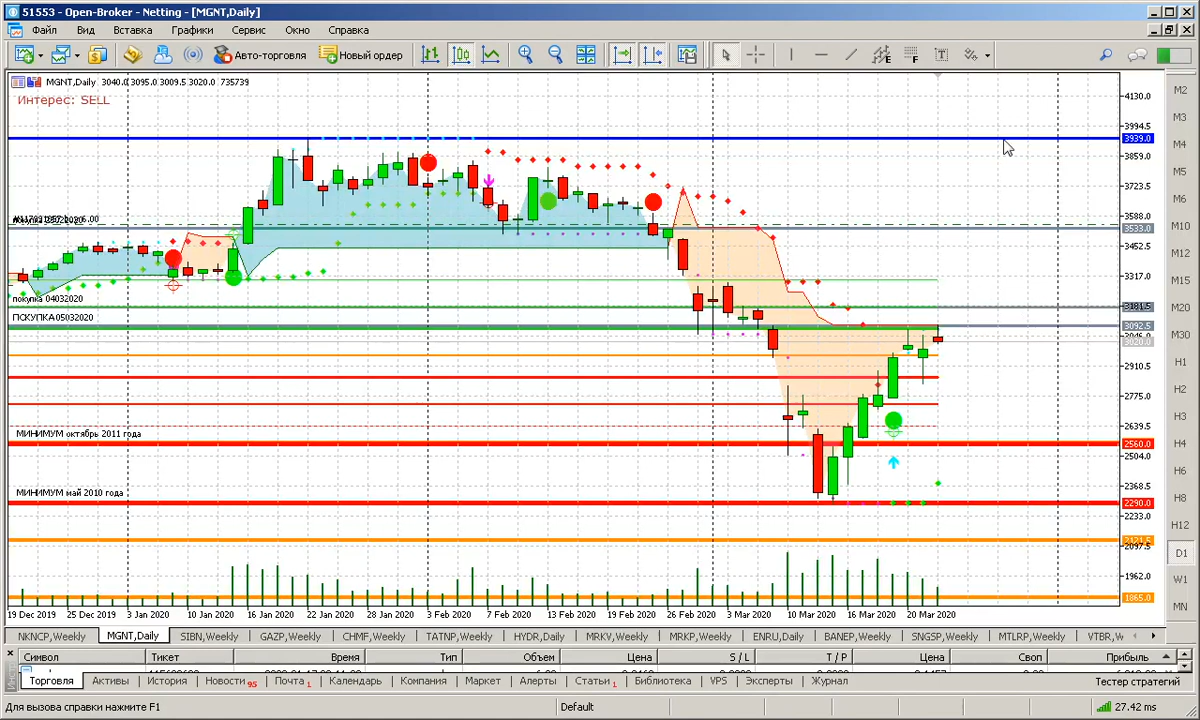 51553 - Open-Broker - Netting - [MGNT,Daily]
Файл Вид Вставка Графики Сервис Окно Справка
Авто-торговля Новый ордер
MGNT,Daily 3040.0 3095.0 3009.5 3020.0 735739
Интерес: SELL
4130.0
3994.5
3939.0
3859.0
3723.5
3588.0
3533.0
3452.5
3317.0
покупка 04032020
3181.5
ПСКУПКА05032020
3092.5
3020.0
2910.5
2775.0
2639.5
МИНИМУМ октябрь 2011 года
2560.0
2504.0
2368.5
МИНИМУМ май 2010 года
2290.0
2233.0
2121.5
2097.5
1962.0
1865.0
19 Dec 2019 25 Dec 2019 3 Jan 2020 10 Jan 2020 16 Jan 2020 22 Jan 2020 28 Jan 2020 3 Feb 2020 7 Feb 2020 13 Feb 2020 19 Feb 2020 26 Feb 2020 3 Mar 2020 10 Mar 2020 16 Mar 2020 20 Mar 2020
M2
M3
M4
M5
M6
M10
M12
M15
M20
M30
H1
H2
H3
H4
H6
H8
H12
D1
W1
MN
NKNCP,Weekly MGNT,Daily SIBN,Weekly GAZP,Weekly CHMF,Weekly TATNP,Weekly HYDR,Daily MRKV,Weekly MRKP,Weekly ENRU,Daily BANEP,Weekly SNGSP,Weekly MTLRP,Weekly VTBR,W
Символ Тикет Время Тип Объем Цена S / L T / P Цена Своп Прибыль
Торговля Активы История Новости 95 Почта 1 Календарь Компания Маркет Алерты Статьи 1 Библиотека VPS Эксперты Журнал Тестер стратегий
Для вызова справки нажмите F1 Default 27.42 ms